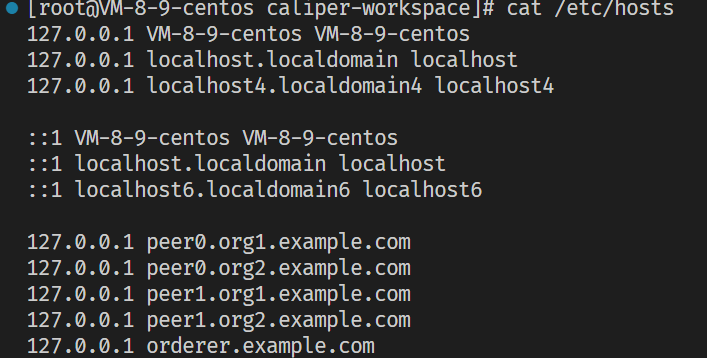 [root@VM-8-9-centos caliper-workspace]# cat /etc/hosts
127.0.0.1 VM-8-9-centos VM-8-9-centos
127.0.0.1 localhost.localdomain localhost
127.0.0.1 localhost4.localdomain4 localhost4
::1 VM-8-9-centos VM-8-9-centos
::1 localhost.localdomain localhost
::1 localhost6.localdomain6 localhost6
127.0.0.1 peer0.org1.example.com
127.0.0.1 peer0.org2.example.com
127.0.0.1 peer1.org1.example.com
127.0.0.1 peer1.org2.example.com
127.0.0.1 orderer.example.com